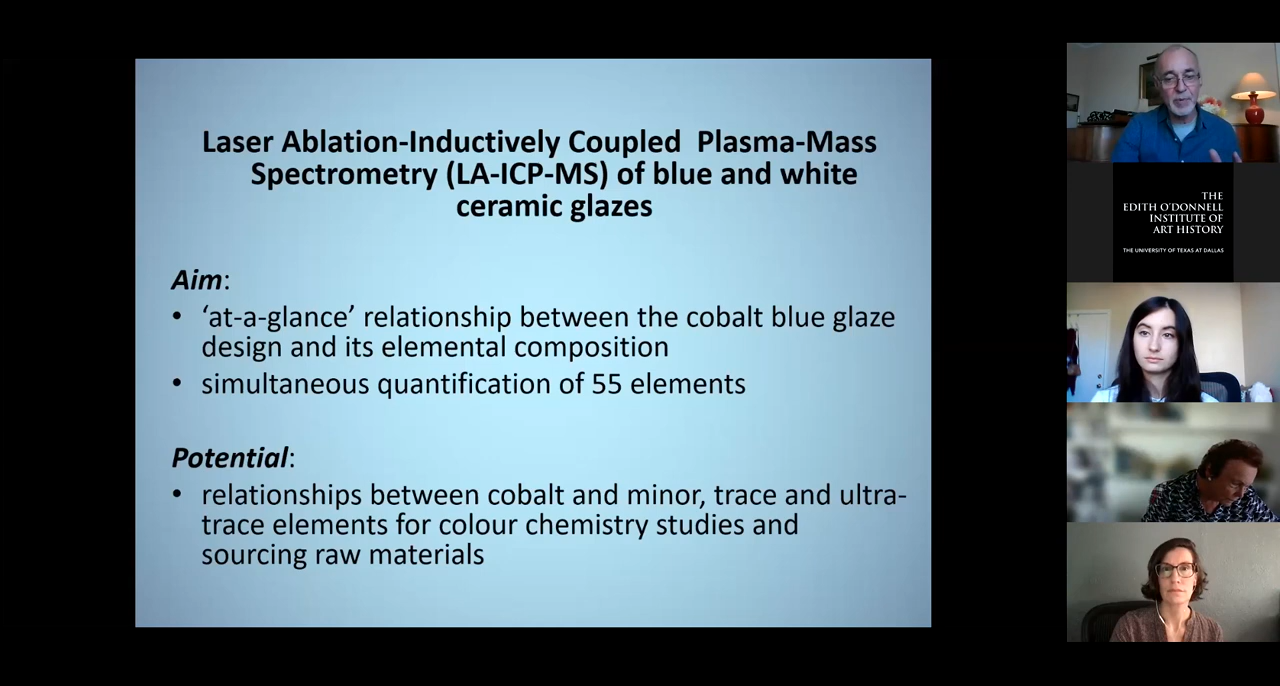 Laser Ablation-Inductively Coupled Plasma-Mass
Spectrometry (LA-ICP-MS) of blue and white
ceramic glazes
Aim:
• ‘at-a-glance’ relationship between the cobalt blue glaze
design and its elemental composition
• simultaneous quantification of 55 elements
Potential:
• relationships between cobalt and minor, trace and ultra-
trace elements for colour chemistry studies and
sourcing raw materials
THE
EDITH O'DONNELL
INSTITUTE OF
ART HISTORY
THE UNIVERSITY OF TEXAS AT DALLAS